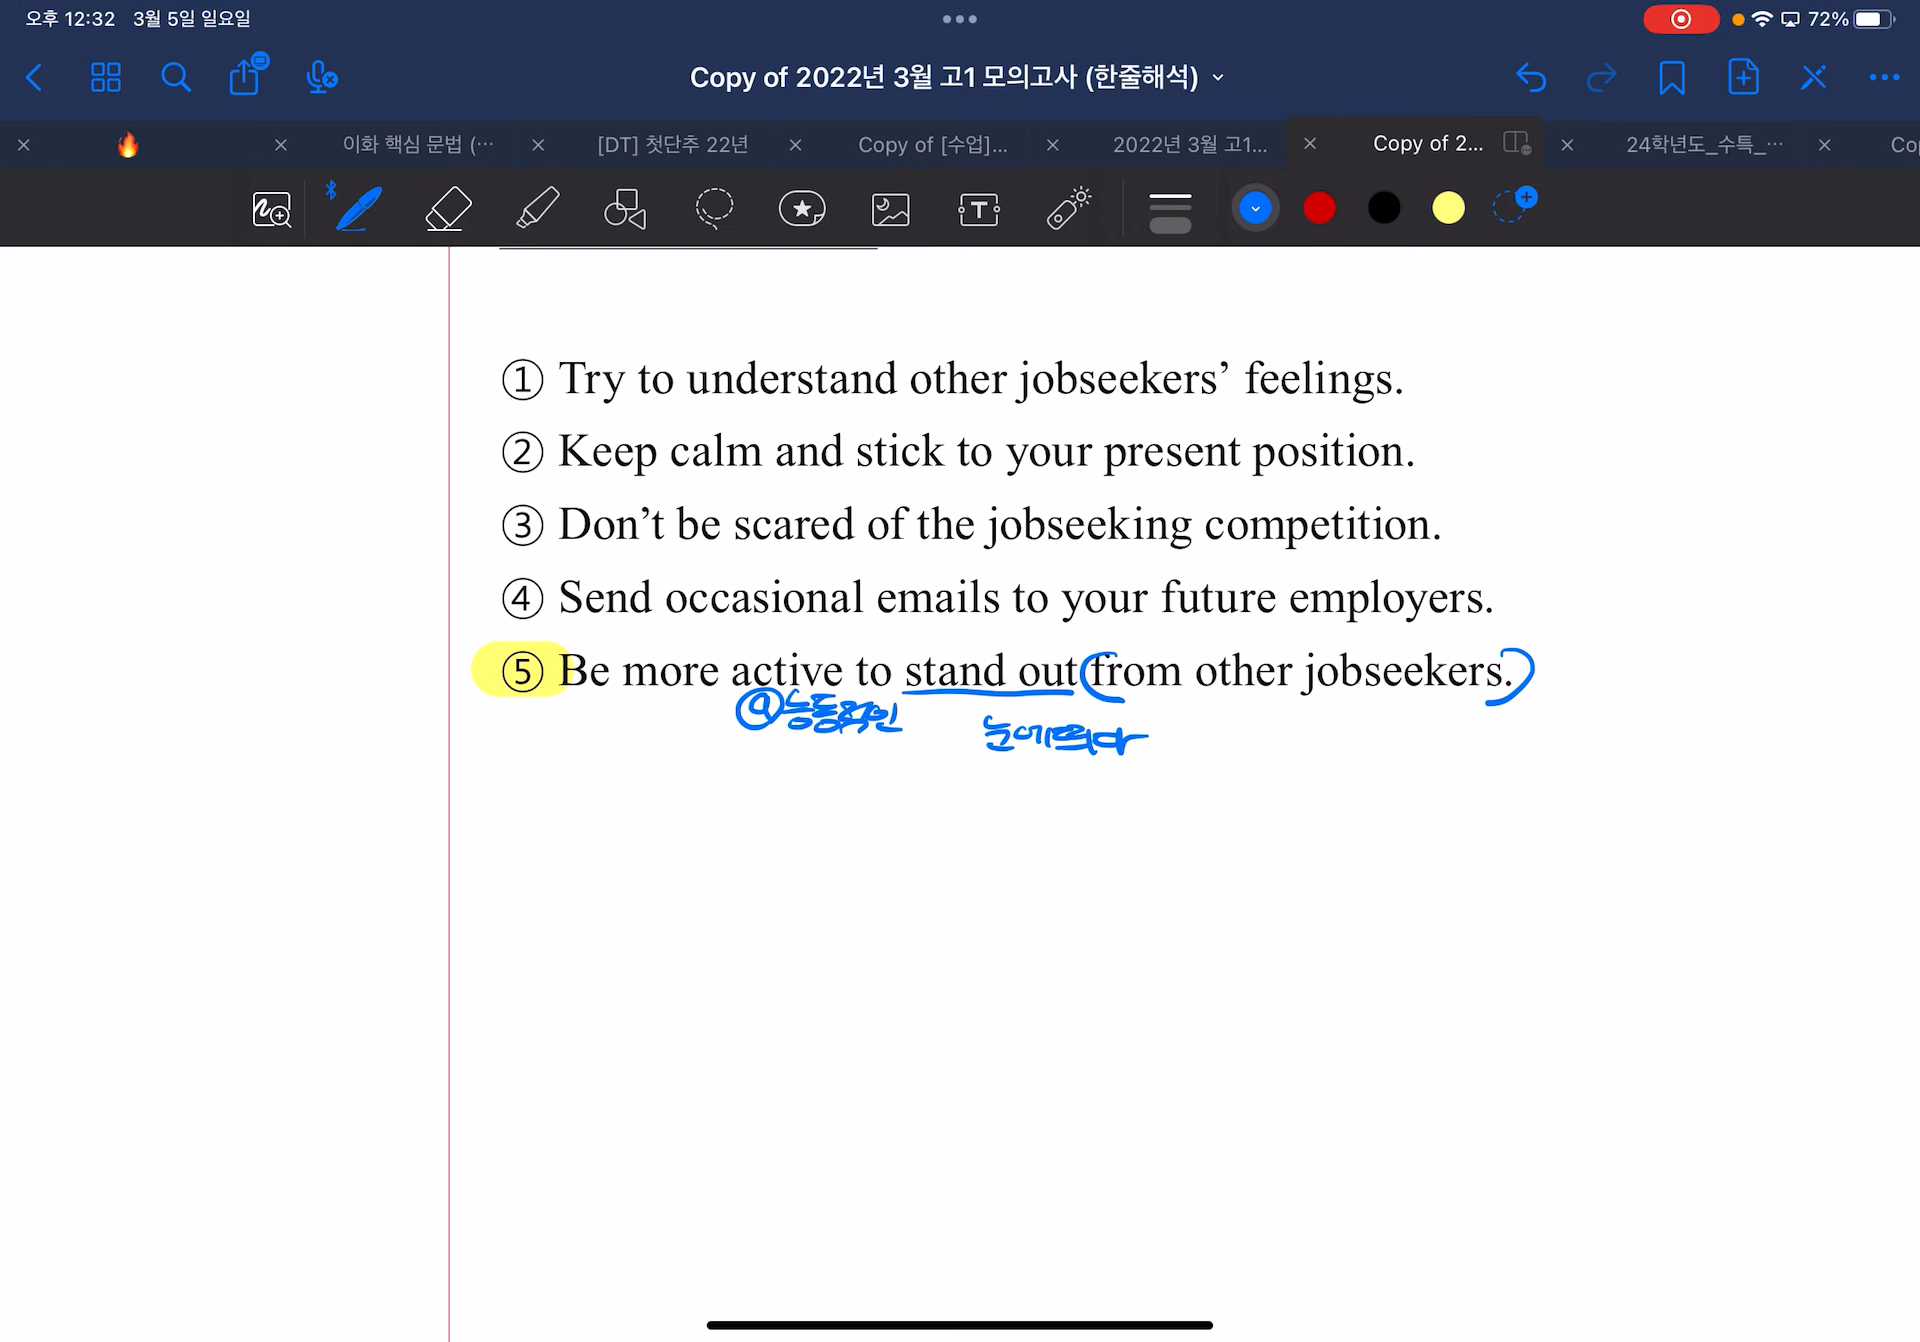 오후 12:32 3월 5일 일요일
72%
Copy of 2022년 3월 고1 모의고사 (한줄해석)
이화 핵심 문법 (… [DT] 첫단추 22년 Copy of [수업]... 2022년 3월 고1... Copy of 2... 24학년도_수특_… Co
① Try to understand other jobseekers’ feelings.
② Keep calm and stick to your present position.
③ Don’t be scared of the jobseeking competition.
④ Send occasional emails to your future employers.
⑤ Be more active to stand out (from other jobseekers.)
ⓐ능동적인 눈에띄다